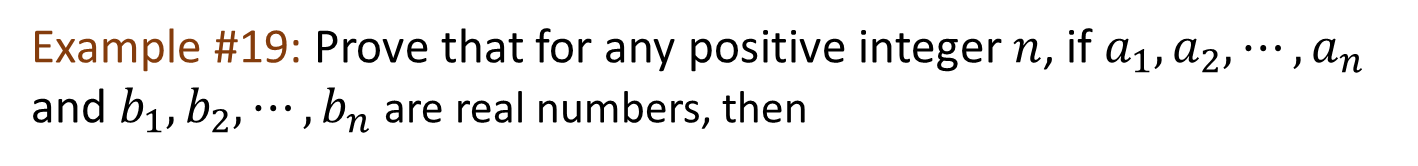 Example #19: Prove that for any positive integer n, if a₁, a₂, ⋯, aₙ
and b₁, b₂, ⋯, bₙ are real numbers, then